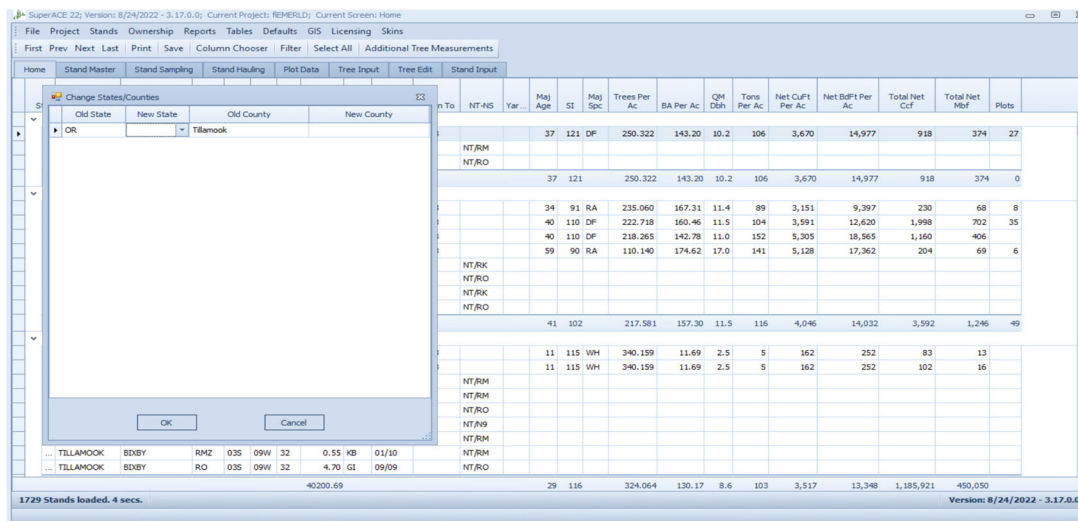 SuperACE 22; Version: 8/24/2022 - 3.17.0.0; Current Project: fiEMERLD; Current Screen: Home
File Project Stands Ownership Reports Tables Defaults GIS Licensing Skins
First Prev Next Last Print Save Column Chooser Filter Select All Additional Tree Measurements
Home Stand Master Stand Sampling Stand Hauling Plot Data Tree Input Tree Edit Stand Input
n To NT-NS Yar... Maj Age SI Maj Spc Trees Per Ac BA Per Ac QM Dbh Tons Per Ac Net CuFt Per Ac Net BdFt Per Ac Total Net Ccf Total Net Mbf Plots
Change States/Counties
Old State New State Old County New County
OR Tillamook
37 121 DF 250.322 143.20 10.2 106 3,670 14,977 918 374 27
NT/RM
NT/RO
37 121 250.322 143.20 10.2 106 3,670 14,977 918 374 0
34 91 RA 235.060 167.31 11.4 89 3,151 9,397 230 68 8
40 110 DF 222.718 160.46 11.5 104 3,591 12,620 1,998 702 35
40 110 DF 218.265 142.78 11.0 152 5,305 18,565 1,160 406
59 90 RA 110.140 174.62 17.0 141 5,128 17,362 204 69 6
NT/RK
NT/RO
NT/RK
NT/RO
41 102 217.581 157.30 11.5 116 4,046 14,032 3,592 1,246 49
11 115 WH 340.159 11.69 2.5 5 162 252 83 13
11 115 WH 340.159 11.69 2.5 5 162 252 102 16
NT/RM
NT/RM
NT/RO
NT/N9
NT/RM
OK Cancel
... TILLAMOOK BIXBY RMZ 03S 09W 32 0.55 KB 01/10 NT/RM
... TILLAMOOK BIXBY RO 03S 09W 32 4.70 GI 09/09 NT/RO
40200.69 29 116 324.064 130.17 8.6 103 3,517 13,348 1,185,921 450,050
1729 Stands loaded. 4 secs. Version: 8/24/2022 - 3.17.0.0